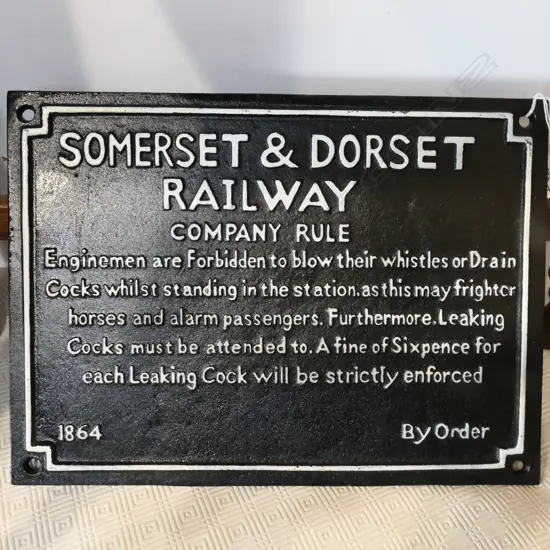 SOMERSET & DORSET
RAILWAY
COMPANY RULE
Enginemen are Forbidden to blow their whistles or Drain
Cocks whilst standing in the station. as this may frighter
horses and alarm passengers. Furthermore. Leaking
Cocks must be attended to. A fine of Sixpence for
each Leaking Cock will be strictly enforced
1864 By Order